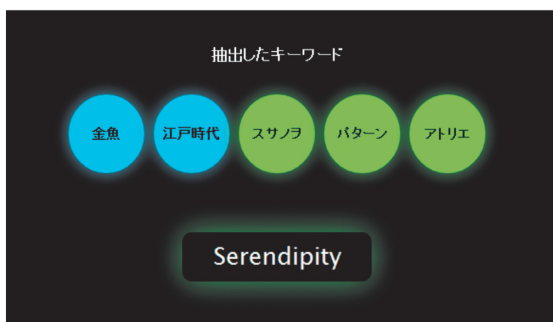 抽出したキーワード
金魚 江戸時代 スサノヲ パターン アトリエ
Serendipity